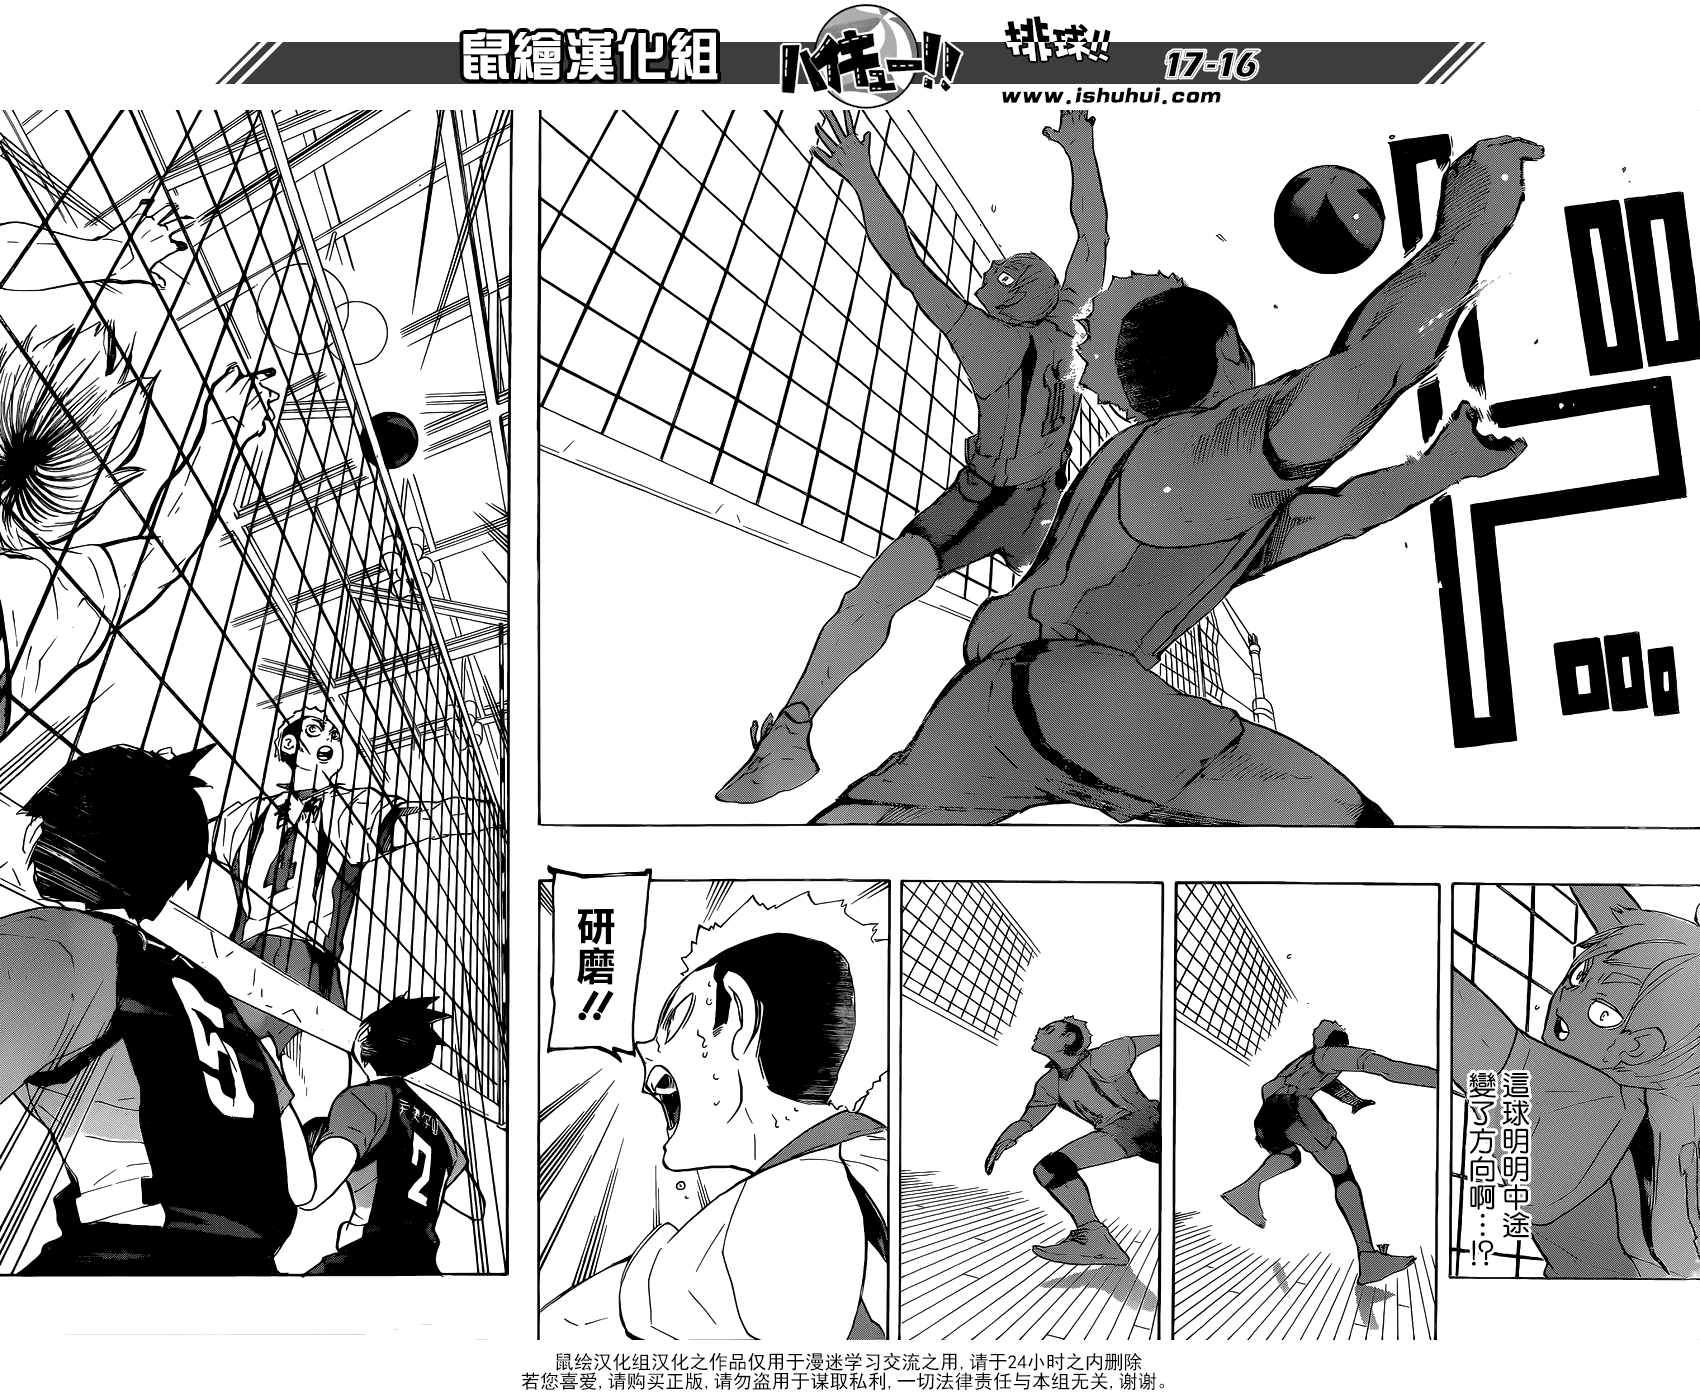 鼠繪漢化組
ハイキュー!!
排球!!
17-16
www.ishuhui.com
這球明明中途
變了方向啊…!?
研磨!!
5
2
鼠绘汉化组汉化之作品仅用于漫迷学习交流之用,请于24小时之内删除
若您喜爱,请购买正版,请勿盗用于谋取私利,一切法律责任与本组无关,谢谢。